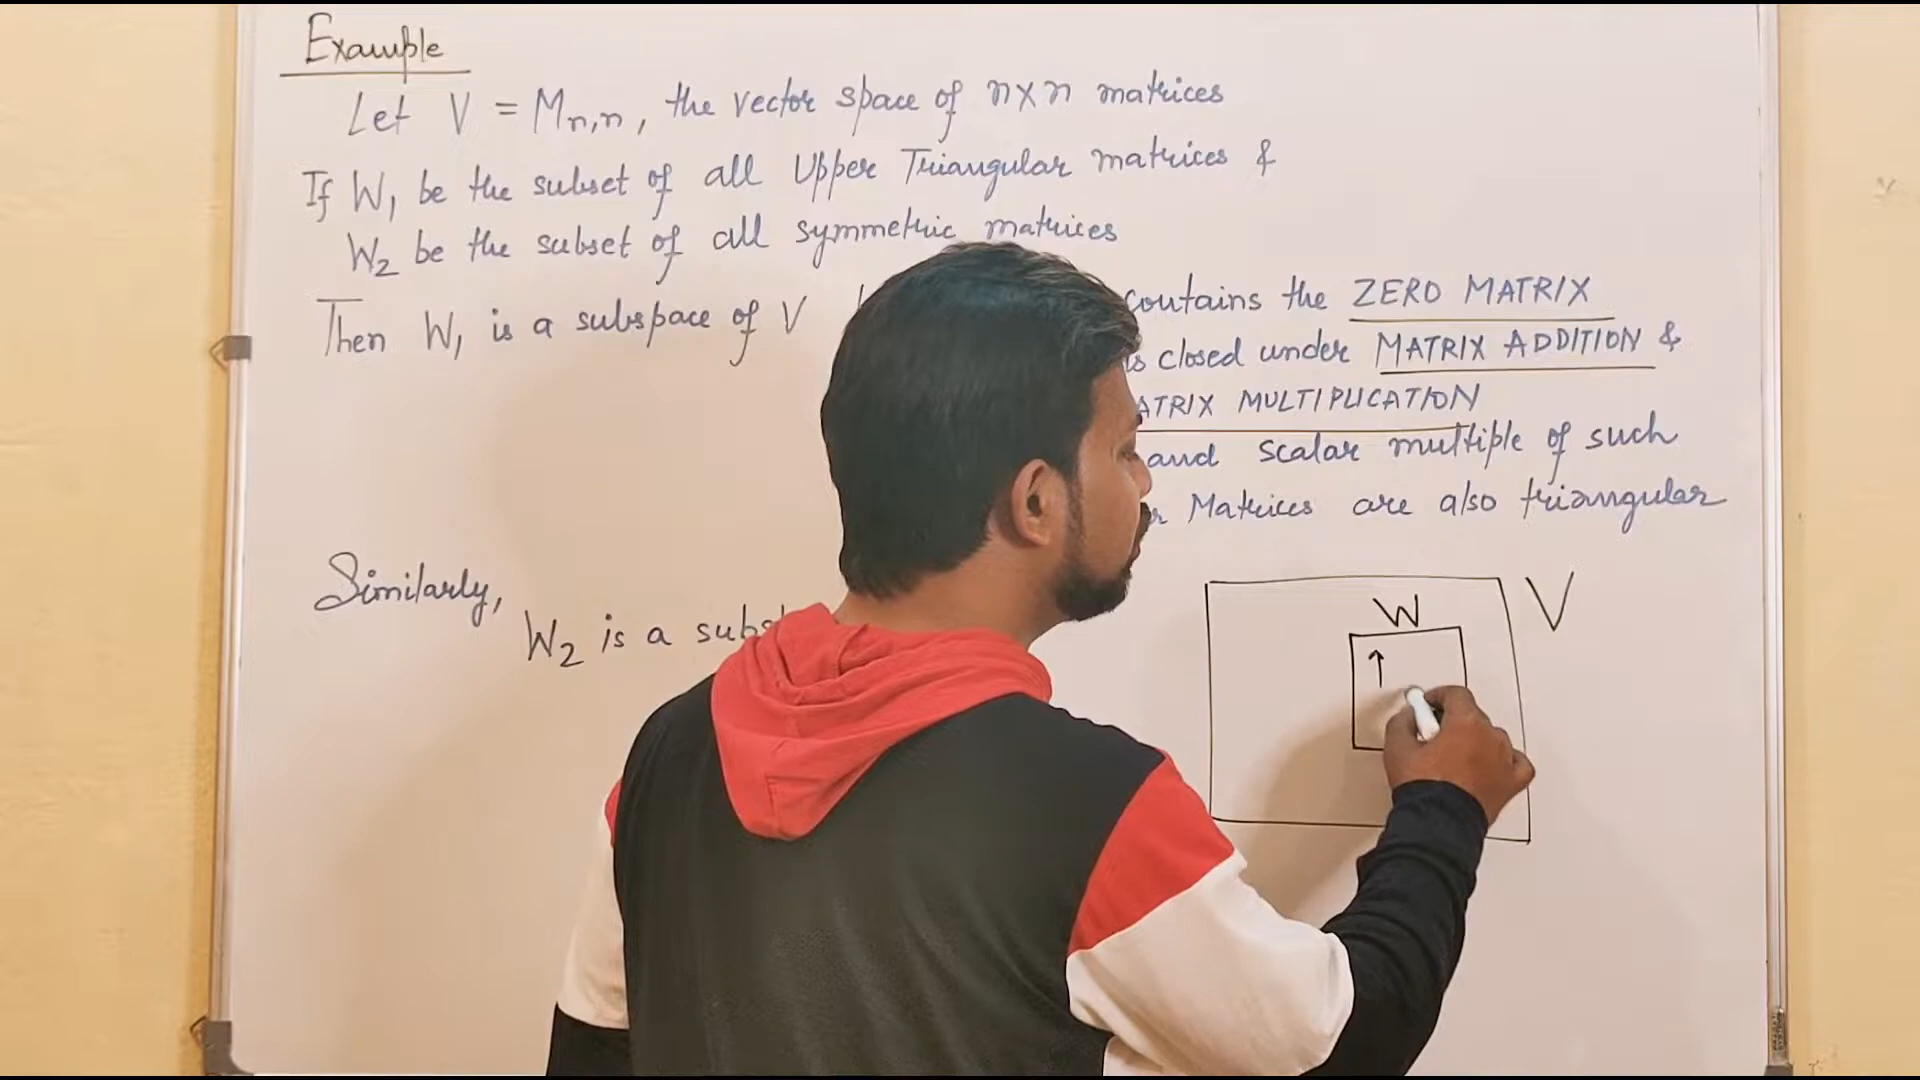 Example
Let V = Mn,n, the vector space of n×n matrices
If W1 be the subset of all Upper Triangular matrices &
W2 be the subset of all symmetric matrices
Then W1 is a subspace of V contains the ZERO MATRIX
is closed under MATRIX ADDITION &
ATRIX MULTIPLICATION
and scalar multiple of such
Matrices are also triangular
Similarly,
W2 is a subs
V
W